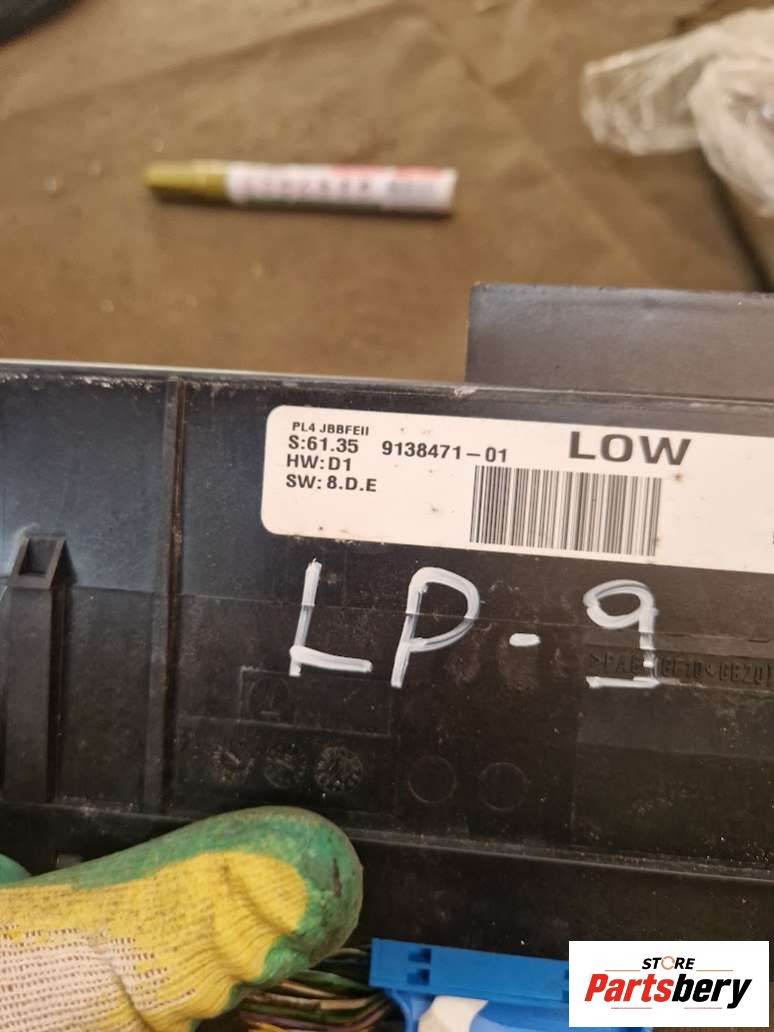 PL4 JBBFEII
S:61.35 9138471-01 LOW
HW:D1
SW: 8.D.E
LP-9
STORE
Partsbery